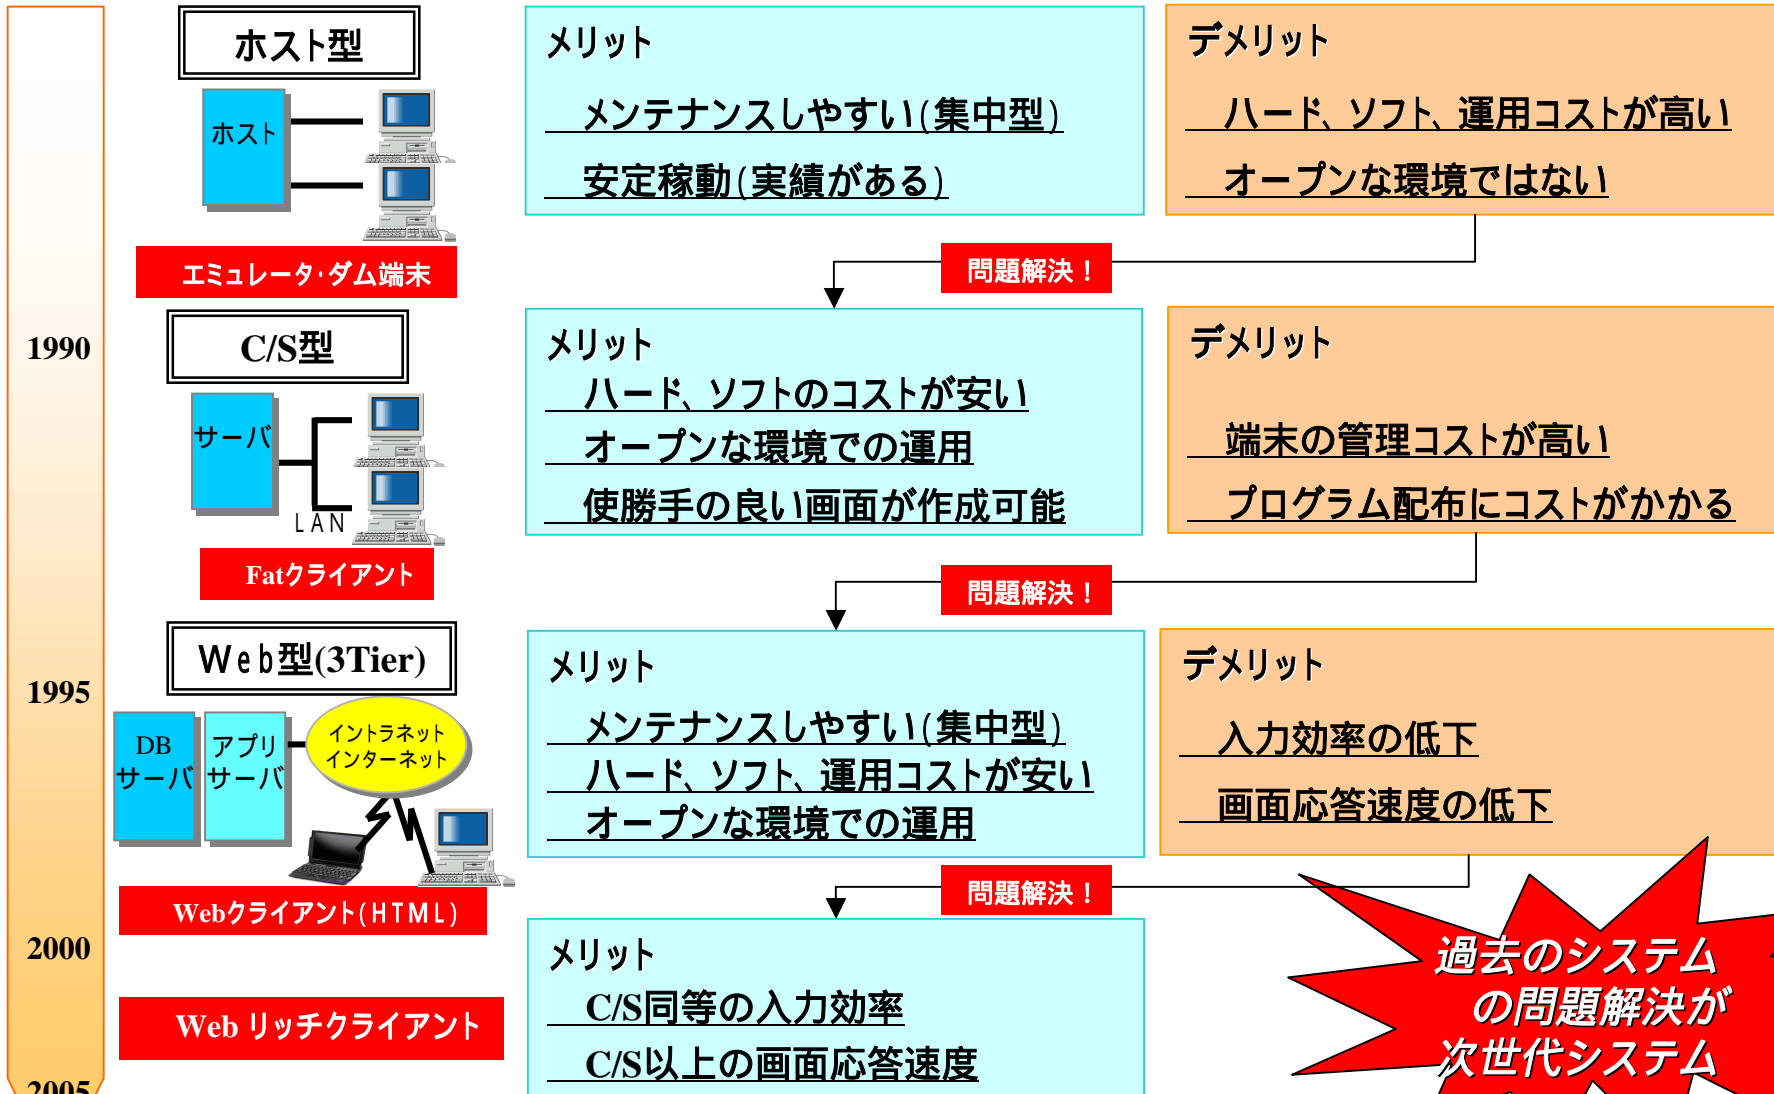 ホスト型
ホスト
エミュレータ・ダム端末
メリット
メンテナンスしやすい(集中型)
安定稼動(実績がある)
デメリット
ハード、ソフト、運用コストが高い
オープンな環境ではない
問題解決！
1990
C/S型
サーバ
LAN
Fatクライアント
メリット
ハード、ソフトのコストが安い
オープンな環境での運用
使勝手の良い画面が作成可能
デメリット
端末の管理コストが高い
プログラム配布にコストがかかる
問題解決！
1995
Web型(3Tier)
DB
サーバ
アプリ
サーバ
イントラネット
インターネット
Webクライアント(HTML)
メリット
メンテナンスしやすい(集中型)
ハード、ソフト、運用コストが安い
オープンな環境での運用
デメリット
入力効率の低下
画面応答速度の低下
問題解決！
2000
Web リッチクライアント
メリット
C/S同等の入力効率
C/S以上の画面応答速度
過去のシステム
の問題解決が
次世代システム
2005